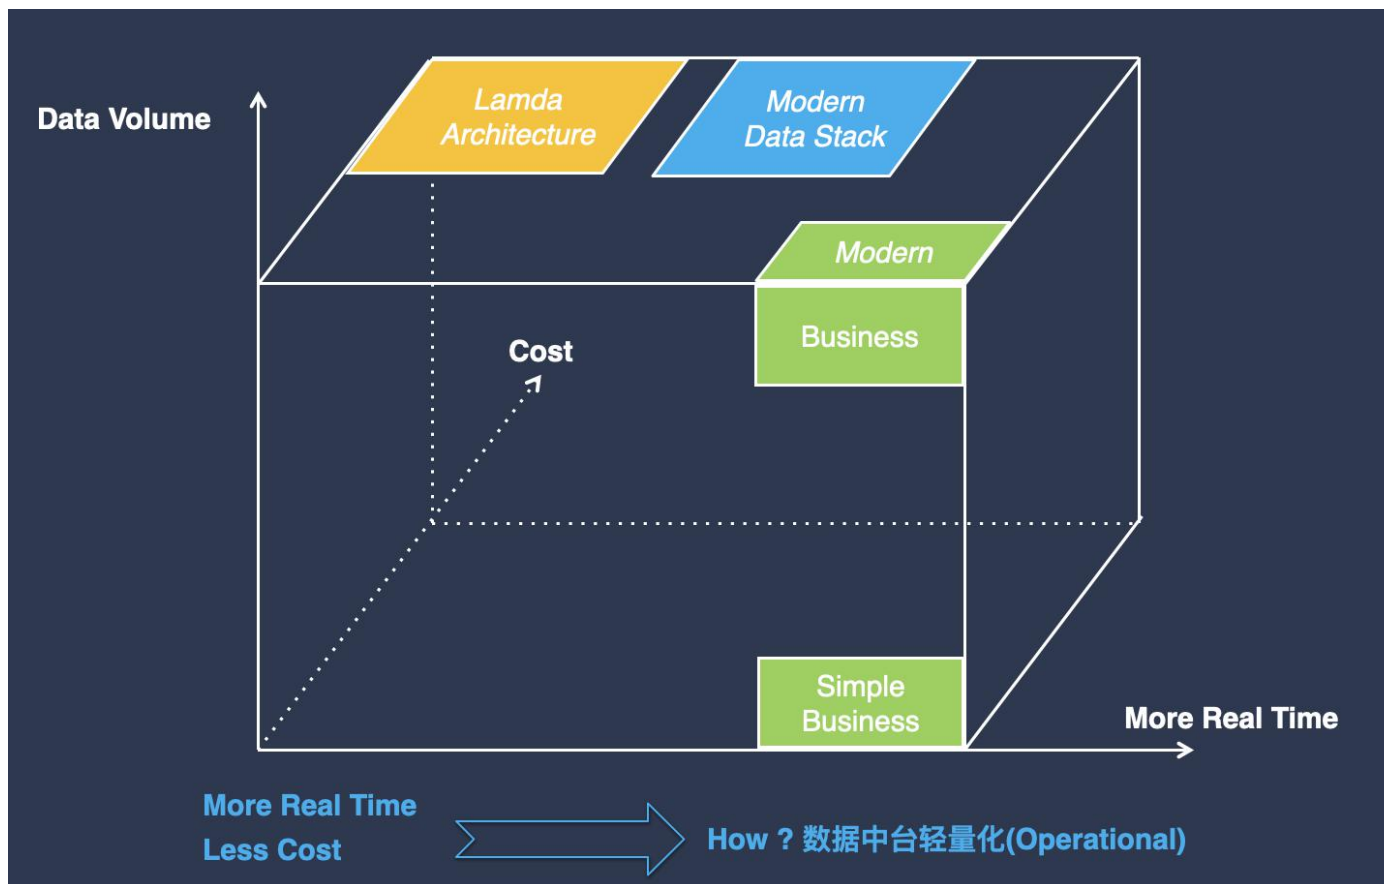 Data Volume
Lamda
Architecture
Modern
Data Stack
Modern
Business
Cost
Simple
Business
More Real Time
More Real Time
Less Cost
How ? 数据中台轻量化(Operational)